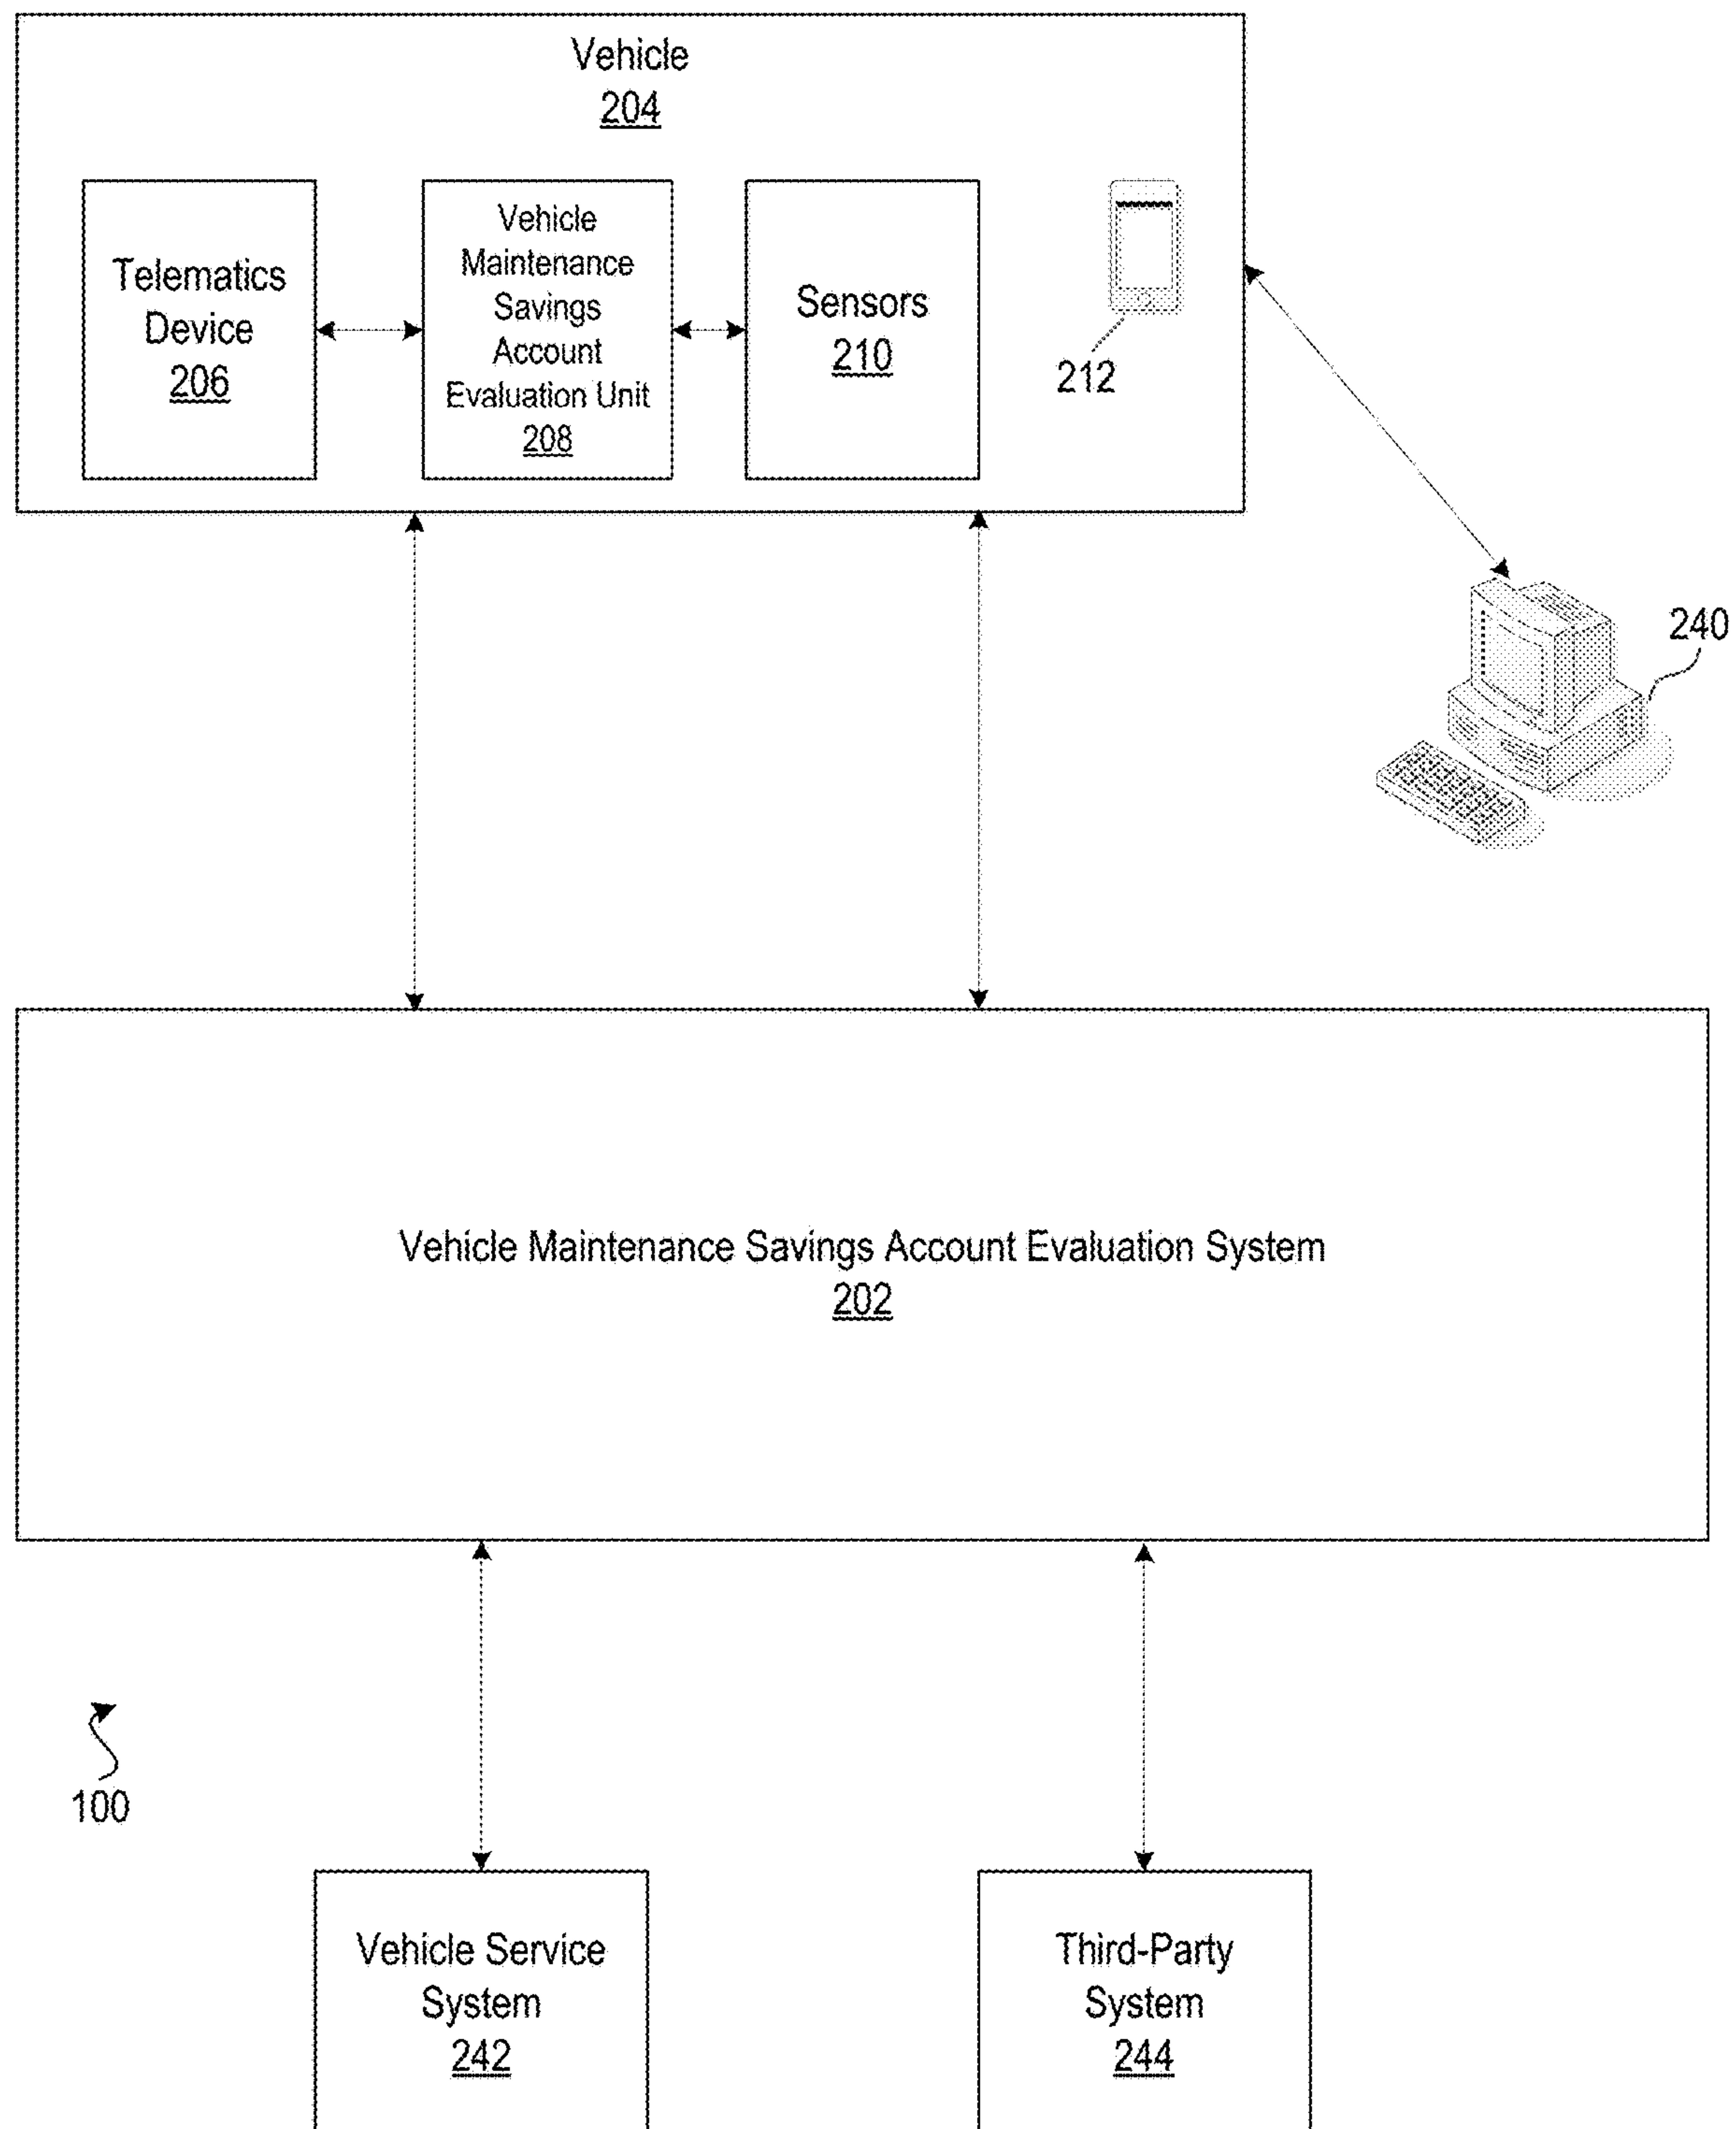 Vehicle
204
Telematics
Device
206
Vehicle
Maintenance
Savings
Account
Evaluation Unit
208
Sensors
210
212
240
Vehicle Maintenance Savings Account Evaluation System
202
100
Vehicle Service
System
242
Third-Party
System
244